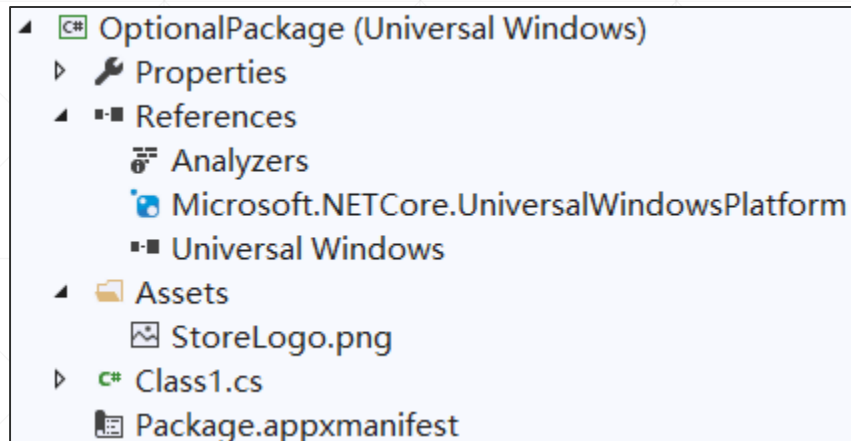 OptionalPackage (Universal Windows)
Properties
References
Analyzers
Microsoft.NETCore.UniversalWindowsPlatform
Universal Windows
Assets
StoreLogo.png
C# Class1.cs
Package.appxmanifest